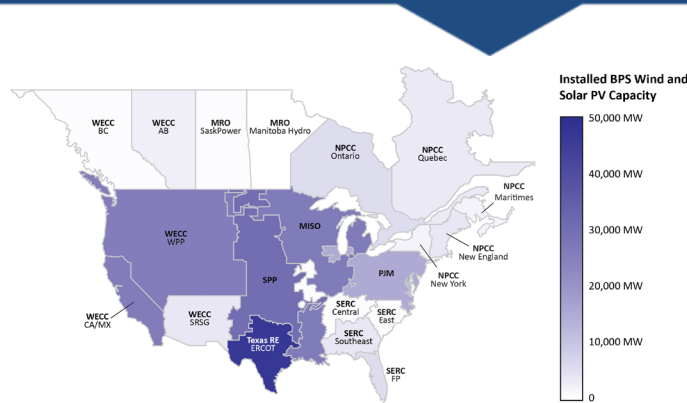 Installed BPS Wind and
Solar PV Capacity
50,000 MW
40,000 MW
30,000 MW
20,000 MW
10,000 MW
0
WECC
BC
WECC
AB
MRO
SaskPower
MRO
Manitoba Hydro
NPCC
Ontario
NPCC
Quebec
NPCC
Maritimes
NPCC
New England
NPCC
New York
WECC
WPP
MISO
SPP
PJM
WECC
CA/MX
WECC
SRSG
SERC
Central
SERC
East
SERC
Southeast
Texas RE
ERCOT
SERC
FP